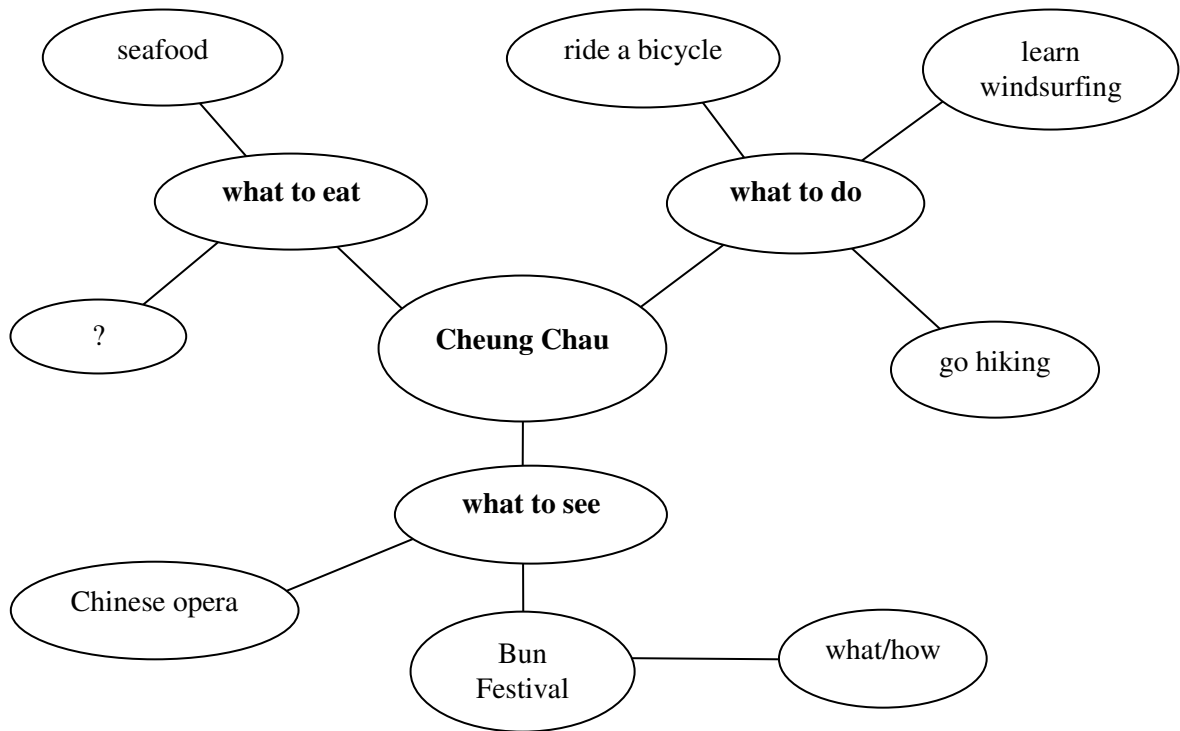 seafood
ride a bicycle
learn
windsurfing
what to eat
what to do
?
Cheung Chau
go hiking
what to see
Chinese opera
Bun
Festival
what/how